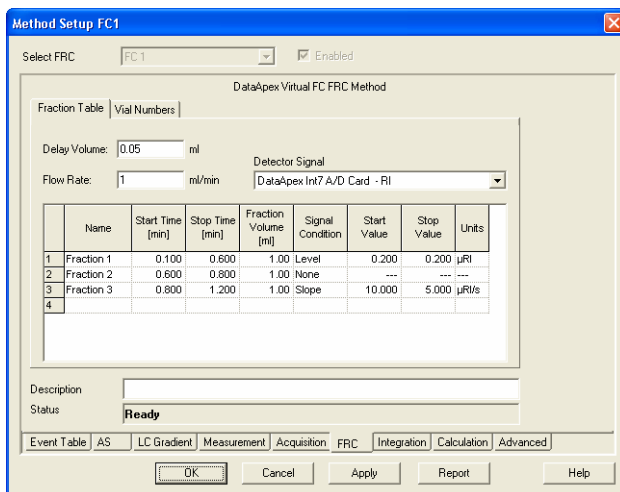 Method Setup FC1
Select FRC FC 1 Enabled
DataApex Virtual FC FRC Method
Fraction Table Vial Numbers
Delay Volume: 0.05 ml
Detector Signal
Flow Rate: 1 ml/min DataApex Int7 A/D Card - RI
Name Start Time [min] Stop Time [min] Fraction Volume [ml] Signal Condition Start Value Stop Value Units
1 Fraction 1 0.100 0.600 1.00 Level 0.200 0.200 µRI
2 Fraction 2 0.600 0.800 1.00 None --- --- ---
3 Fraction 3 0.800 1.200 1.00 Slope 10.000 5.000 µRI/s
4
Description
Status Ready
Event Table AS LC Gradient Measurement Acquisition FRC Integration Calculation Advanced
OK Cancel Apply Report Help